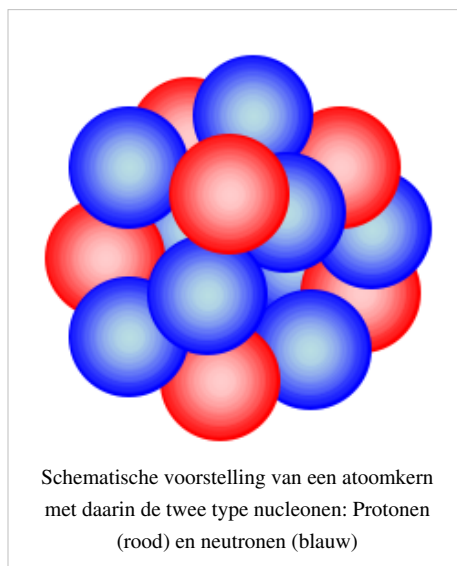 Schematische voorstelling van een atoomkern
met daarin de twee type nucleonen: Protonen
(rood) en neutronen (blauw)